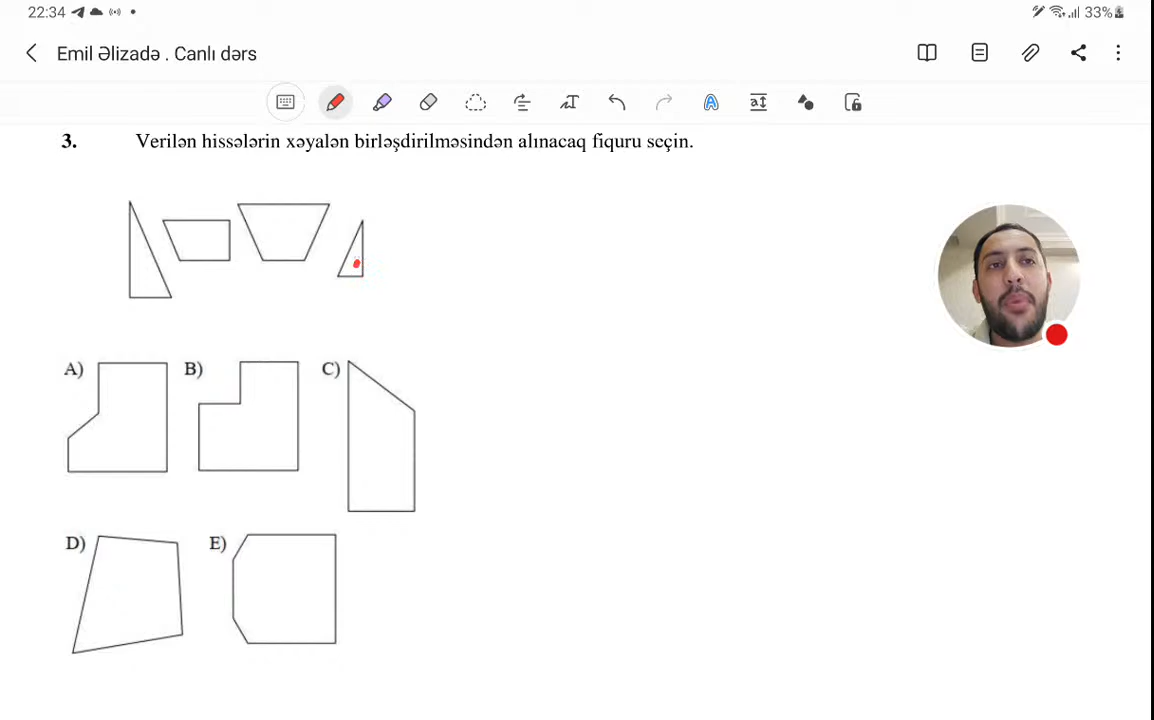 22:34 33%
Emil Əlizadə . Canlı dərs
3. Verilən hissələrin xəyalən birləşdirilməsindən alınacaq fiquru seçin.
A) B) C)
D) E)